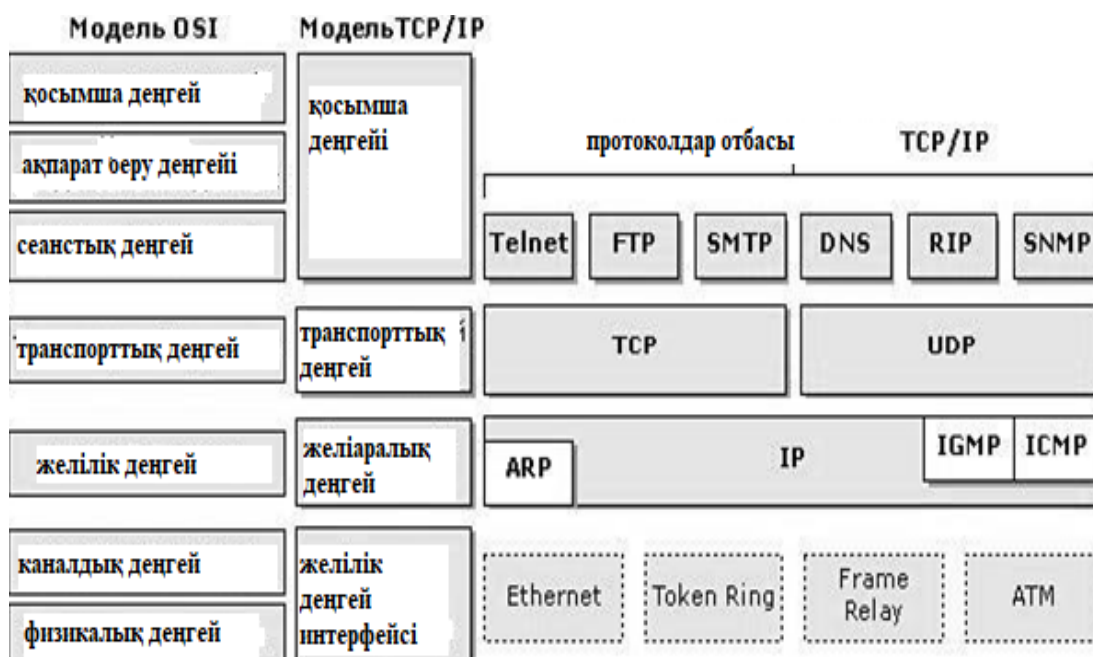 Модель OSI
МодельTCP/IP
қосымша деңгей
ақпарат беру деңгейі
сеанстық деңгей
транспорттық деңгей
желілік деңгей
каналдық деңгей
физикалық деңгей
қосымша
деңгейі
транспорттық
деңгей
желіаралық
деңгей
желілік
деңгей
интерфейсі
протоколдар отбасы TCP/IP
Telnet FTP SMTP DNS RIP SNMP
TCP UDP
ARP IP IGMP ICMP
Ethernet
Token Ring
Frame
Relay
ATM